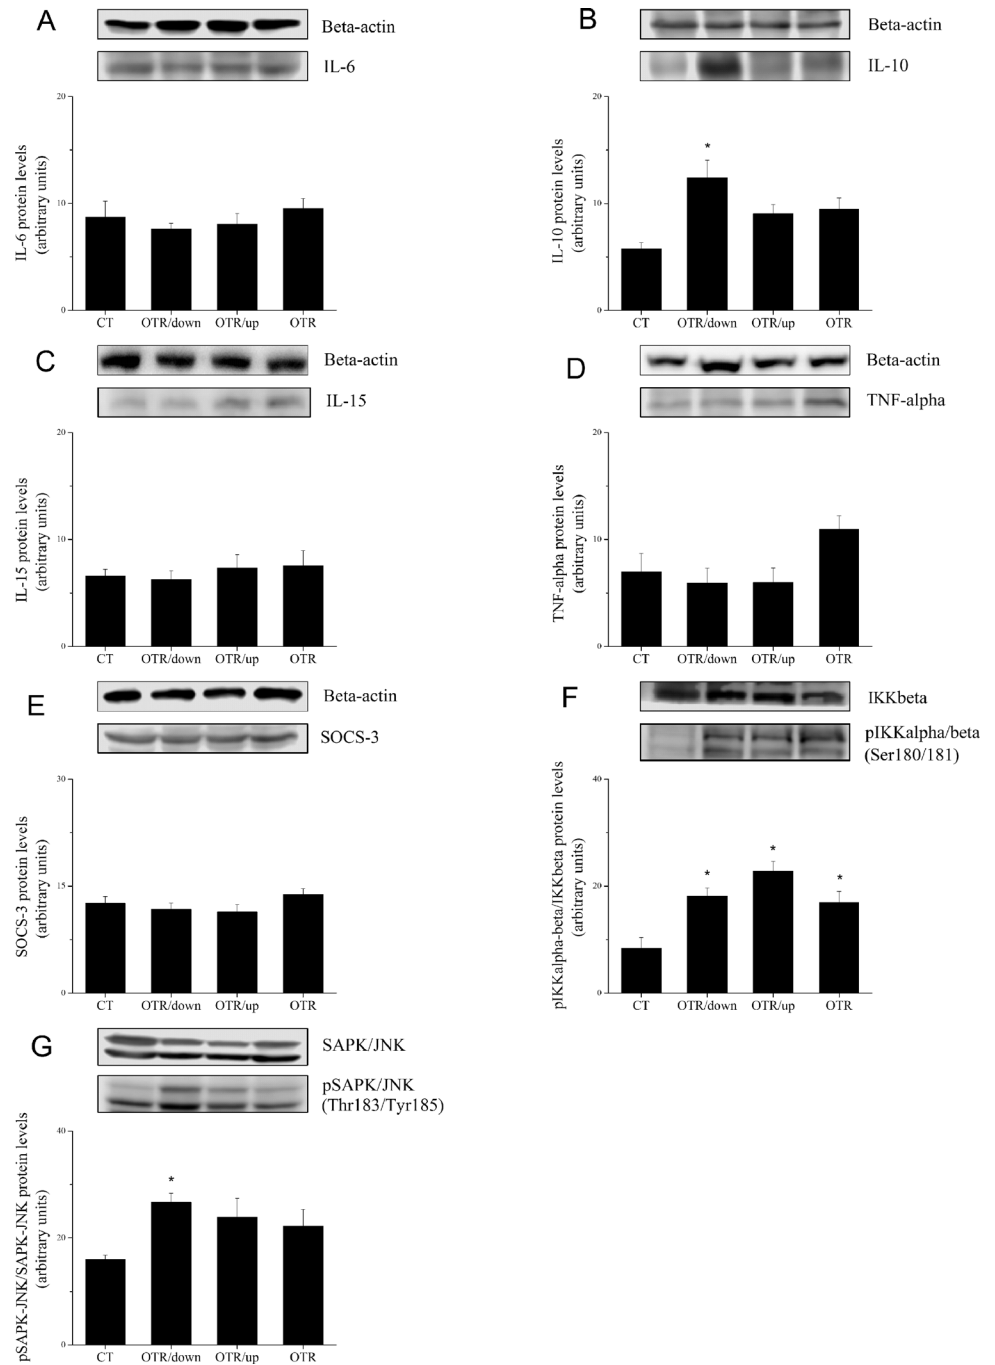 A
Beta-actin
IL-6
20
10
0
IL-6 protein levels
(arbitrary units)
CT OTR/down OTR/up OTR
B
Beta-actin
IL-10
20
*
10
0
IL-10 protein levels
(arbitrary units)
CT OTR/down OTR/up OTR
C
Beta-actin
IL-15
20
10
0
IL-15 protein levels
(arbitrary units)
CT OTR/down OTR/up OTR
D
Beta-actin
TNF-alpha
20
10
0
TNF-alpha protein levels
(arbitrary units)
CT OTR/down OTR/up OTR
E
Beta-actin
SOCS-3
30
15
0
SOCS-3 protein levels
(arbitrary units)
CT OTR/down OTR/up OTR
F
IKKbeta
pIKKalpha/beta
(Ser180/181)
40
* * *
20
0
pIKKalpha-beta/IKKbeta protein levels
(arbitrary units)
CT OTR/down OTR/up OTR
G
SAPK/JNK
pSAPK/JNK
(Thr183/Tyr185)
40
*
20
0
pSAPK-JNK/SAPK-JNK protein levels
(arbitrary units)
CT OTR/down OTR/up OTR